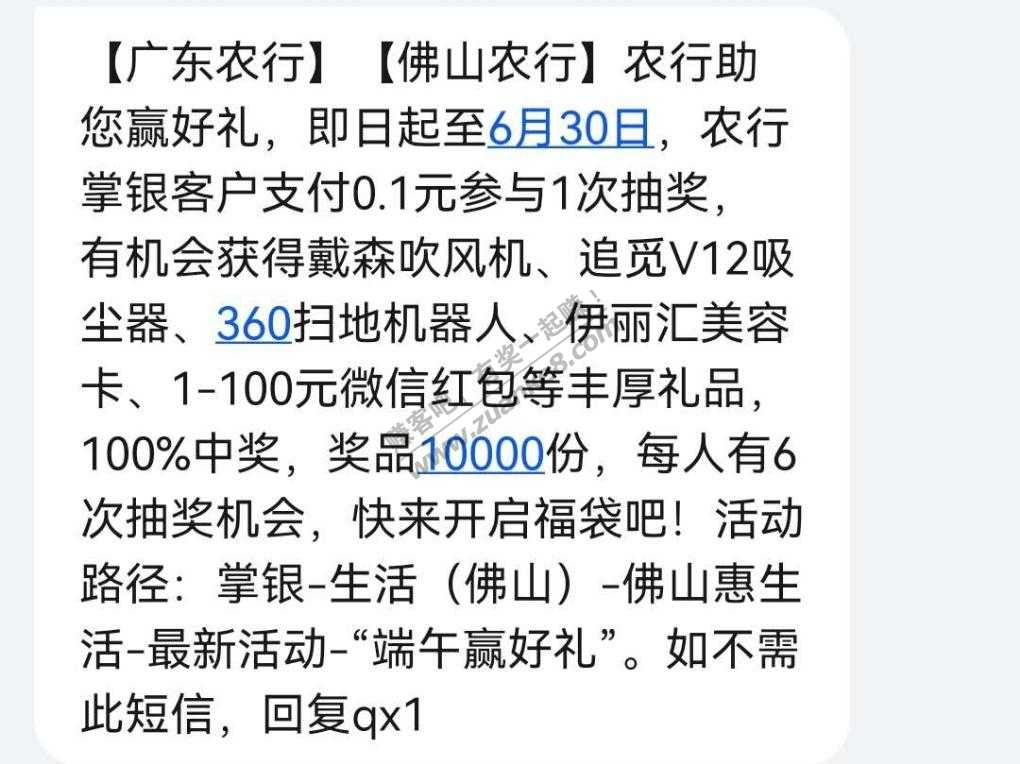 【广东农行】【佛山农行】农行助
您赢好礼，即日起至6月30日，农行
掌银客户支付0.1元参与1次抽奖，
有机会获得戴森吹风机、追觅V12吸
尘器、360扫地机器人、伊丽汇美容
卡、1-100元微信红包等丰厚礼品，
100%中奖，奖品10000份，每人有6
次抽奖机会，快来开启福袋吧！活动
路径：掌银-生活（佛山）-佛山惠生
活-最新活动-“端午赢好礼”。如不需
此短信，回复qx1
赚客吧，有奖一起赚！
www.zuanke8.com